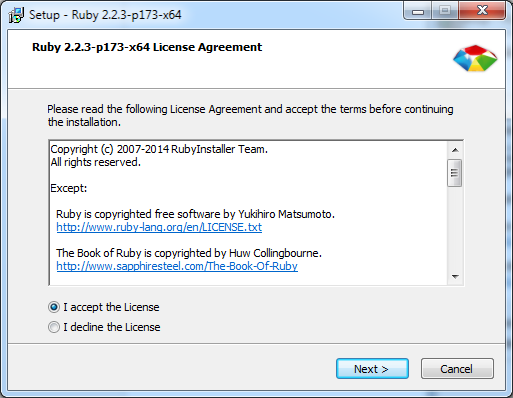 Setup - Ruby 2.2.3-p173-x64
Ruby 2.2.3-p173-x64 License Agreement
Please read the following License Agreement and accept the terms before continuing
the installation.
Copyright (c) 2007-2014 RubyInstaller Team.
All rights reserved.
Except:
Ruby is copyrighted free software by Yukihiro Matsumoto.
http://www.ruby-lang.org/en/LICENSE.txt
The Book of Ruby is copyrighted by Huw Collingbourne.
http://www.sapphiresteel.com/The-Book-Of-Ruby
I accept the License
I decline the License
Next > Cancel